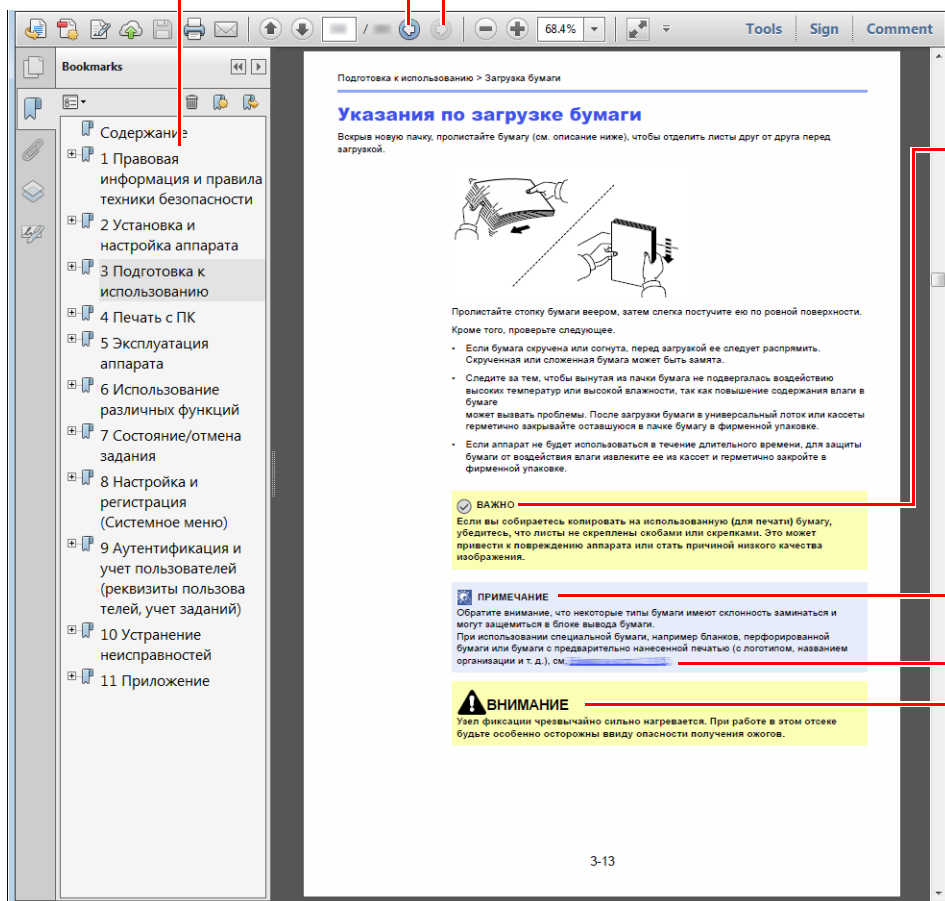 /
68.4%
Tools
Sign
Comment
Bookmarks
Содержание
1 Правовая
информация и правила
техники безопасности
2 Установка и
настройка аппарата
3 Подготовка к
использованию
4 Печать с ПК
5 Эксплуатация
аппарата
6 Использование
различных функций
7 Состояние/отмена
задания
8 Настройка и
регистрация
(Системное меню)
9 Аутентификация и
учет пользователей
(реквизиты пользова
телей, учет заданий)
10 Устранение
неисправностей
11 Приложение
Подготовка к использованию > Загрузка бумаги
Указания по загрузке бумаги
Вскрыв новую пачку, пролистайте бумагу (см. описание ниже), чтобы отделить листы друг от друга перед
загрузкой.
Пролистайте стопку бумаги веером, затем слегка постучите ею по ровной поверхности.
Кроме того, проверьте следующее.
• Если бумага скручена или согнута, перед загрузкой ее следует распрямить.
Скрученная или сложенная бумага может быть замята.
• Следите за тем, чтобы вынутая из пачки бумага не подвергалась воздействию
высоких температур или высокой влажности, так как повышение содержания влаги в
бумаге
может вызвать проблемы. После загрузки бумаги в универсальный лоток или кассеты
герметично закрывайте оставшуюся в пачке бумагу в фирменной упаковке.
• Если аппарат не будет использоваться в течение длительного времени, для защиты
бумаги от воздействия влаги извлеките ее из кассет и герметично закройте в
фирменной упаковке.
ВАЖНО
Если вы собираетесь копировать на использованную (для печати) бумагу,
убедитесь, что листы не скреплены скобами или скрепками. Это может
привести к повреждению аппарата или стать причиной низкого качества
изображения.
ПРИМЕЧАНИЕ
Обратите внимание, что некоторые типы бумаги имеют склонность заминаться и
могут защемиться в блоке вывода бумаги.
При использовании специальной бумаги, например бланков, перфорированной
бумаги или бумаги с предварительно нанесенной печатью (с логотипом, названием
организации и т. д.), см.
ВНИМАНИЕ
Узел фиксации чрезвычайно сильно нагревается. При работе в этом отсеке
будьте особенно осторожны ввиду опасности получения ожогов.
3-13